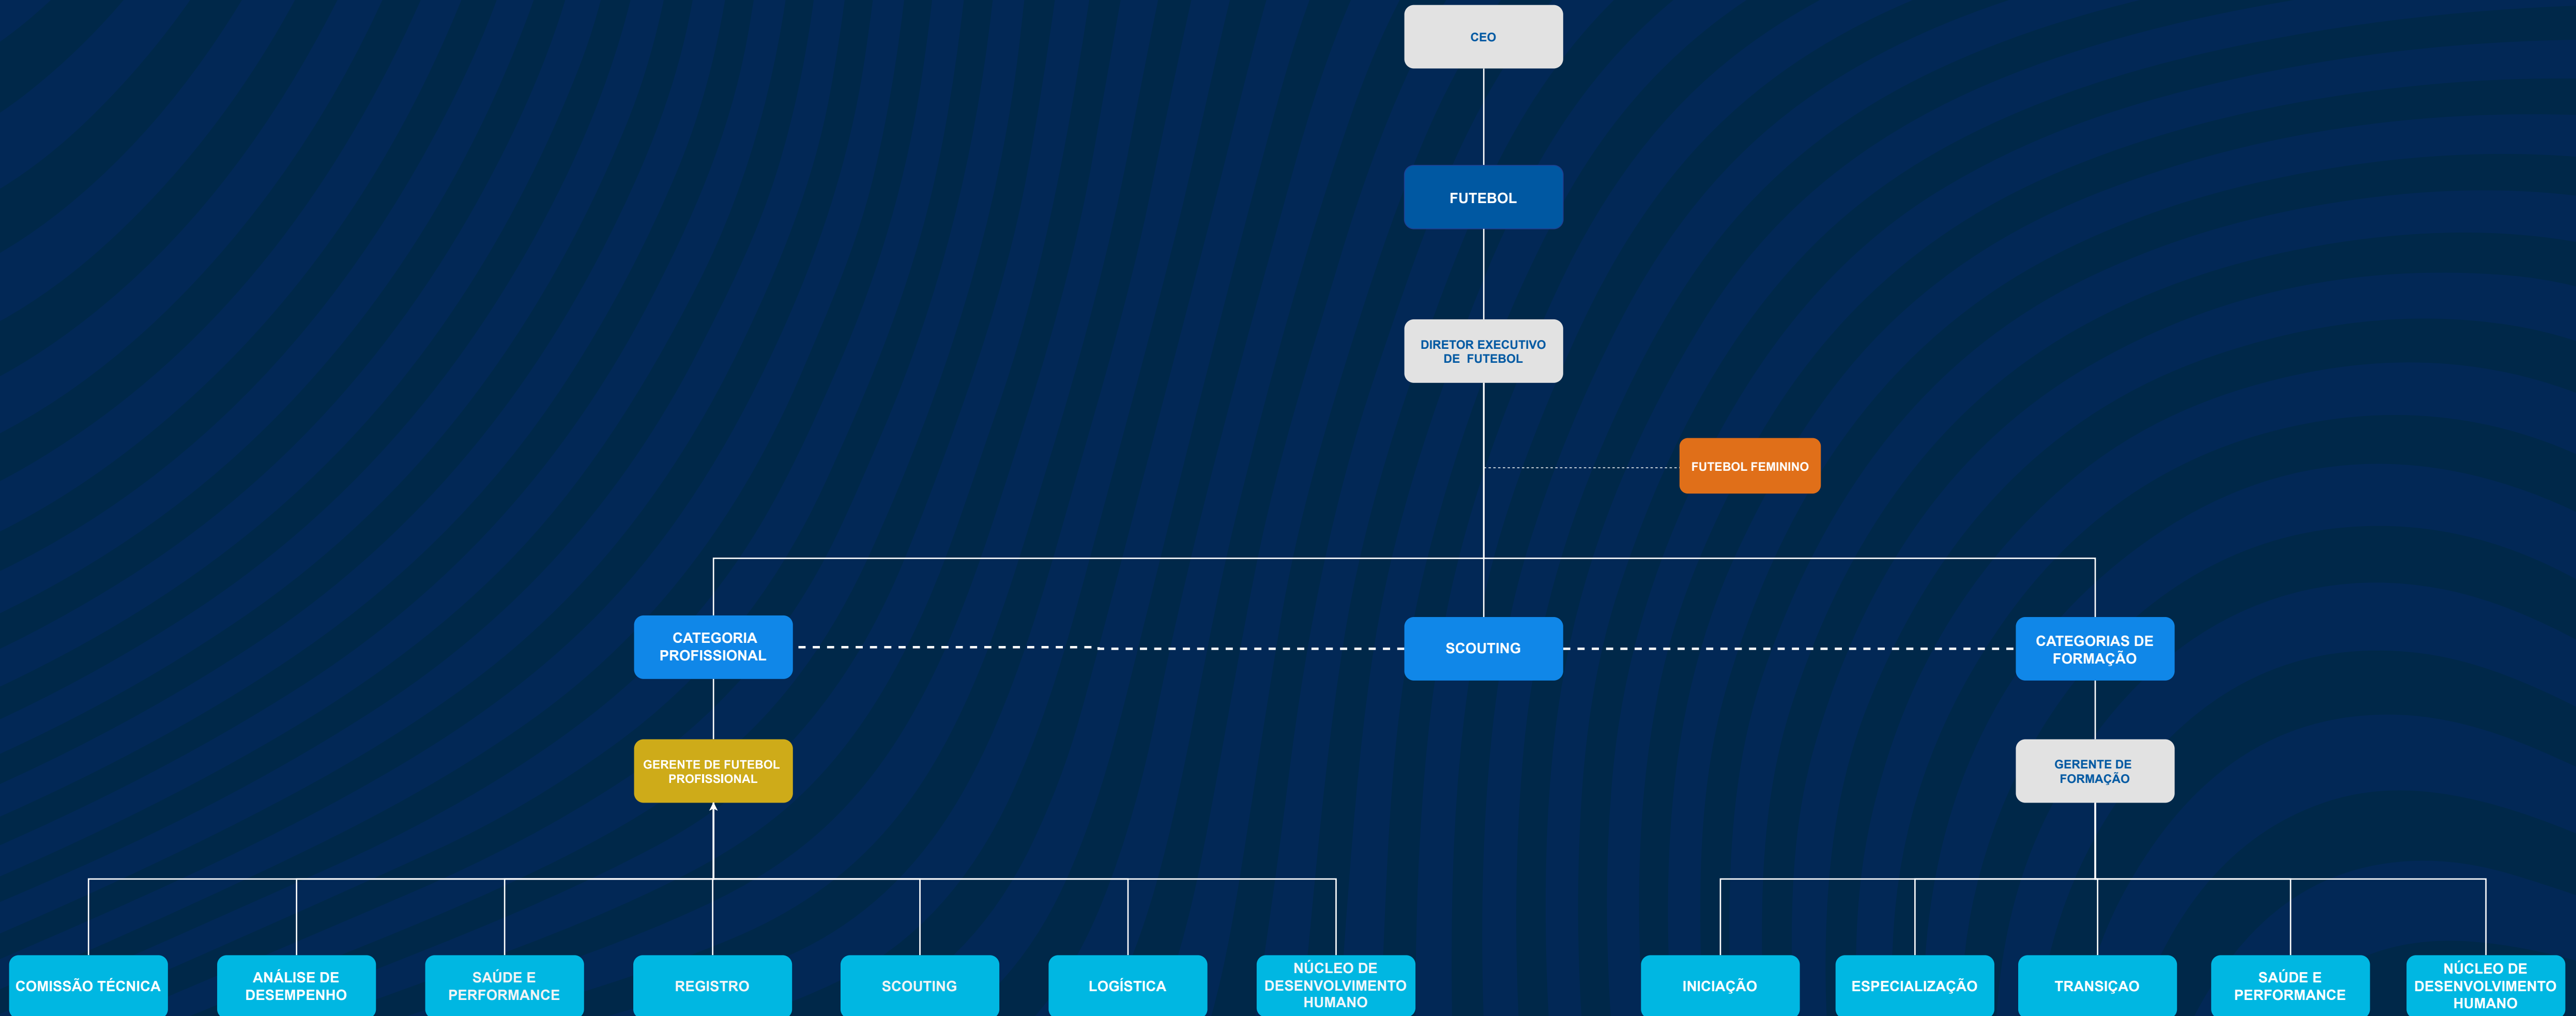 CEO
FUTEBOL
DIRETOR EXECUTIVO
DE FUTEBOL
FUTEBOL FEMININO
CATEGORIA
PROFISSIONAL
SCOUTING
CATEGORIAS DE
FORMAÇÃO
GERENTE DE FUTEBOL
PROFISSIONAL
GERENTE DE
FORMAÇÃO
COMISSÃO TÉCNICA
ANÁLISE DE
DESEMPENHO
SAÚDE E
PERFORMANCE
REGISTRO
SCOUTING
LOGÍSTICA
NÚCLEO DE
DESENVOLVIMENTO
HUMANO
INICIAÇÃO
ESPECIALIZAÇÃO
TRANSIÇAO
SAÚDE E
PERFORMANCE
NÚCLEO DE
DESENVOLVIMENTO
HUMANO